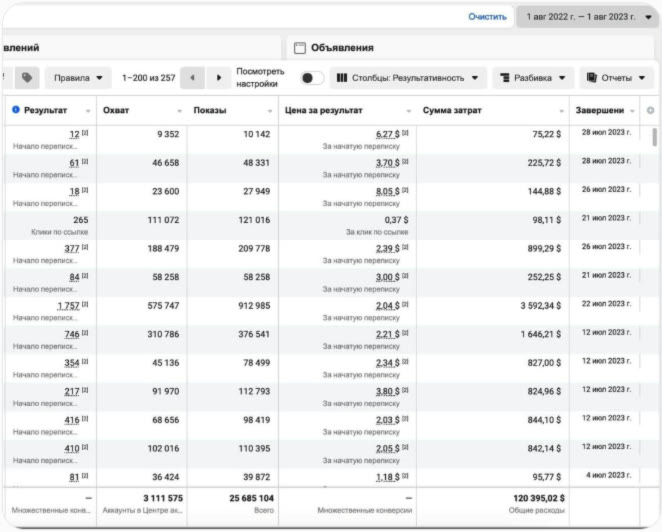 Очистить 1 авг 2022 г. — 1 авг 2023 г.
влений Объявления
Правила 1–200 из 257 Посмотреть настройки Столбцы: Результативность Разбивка Отчеты
Результат Охват Показы Цена за результат Сумма затрат Завершени
12 [2] 9 352 10 142 6,27 $ [2] 75,22 $ 28 июл 2023 г.
Начало переписк... За начатую переписку
61 [2] 46 658 48 331 3,70 $ [2] 225,72 $ 28 июл 2023 г.
Начало переписк... За начатую переписку
18 [2] 23 600 27 949 8,05 $ [2] 144,88 $ 26 июл 2023 г.
Начало переписк... За начатую переписку
265 111 072 121 016 0,37 $ 98,11 $ 21 июл 2023 г.
Клики по ссылке За клик по ссылке
377 [2] 188 479 209 778 2,39 $ [2] 899,29 $ 26 июл 2023 г.
Начало переписк... За начатую переписку
84 [2] 58 258 58 258 3,00 $ [2] 252,25 $ 21 июл 2023 г.
Начало переписк... За начатую переписку
1 757 [2] 575 747 912 985 2,04 $ [2] 3 592,34 $ 22 июл 2023 г.
Начало переписк... За начатую переписку
746 [2] 310 786 376 541 2,21 $ [2] 1 646,21 $ 12 июл 2023 г.
Начало переписк... За начатую переписку
354 [2] 45 136 78 499 2,34 $ [2] 827,00 $ 12 июл 2023 г.
Начало переписк... За начатую переписку
217 [2] 91 970 112 793 3,80 $ [2] 824,96 $ 12 июл 2023 г.
Начало переписк... За начатую переписку
416 [2] 68 656 98 419 2,03 $ [2] 844,10 $ 12 июл 2023 г.
Начало переписк... За начатую переписку
410 [2] 102 016 110 395 2,05 $ [2] 842,14 $ 12 июл 2023 г.
Начало переписк... За начатую переписку
81 [2] 36 424 39 872 1,18 $ [2] 95,77 $ 4 июл 2023 г.
— 3 111 575 25 685 104 — 120 395,02 $
Множественные конв... Аккаунты в Центре ак... Всего Множественные конверсии Общие расходы